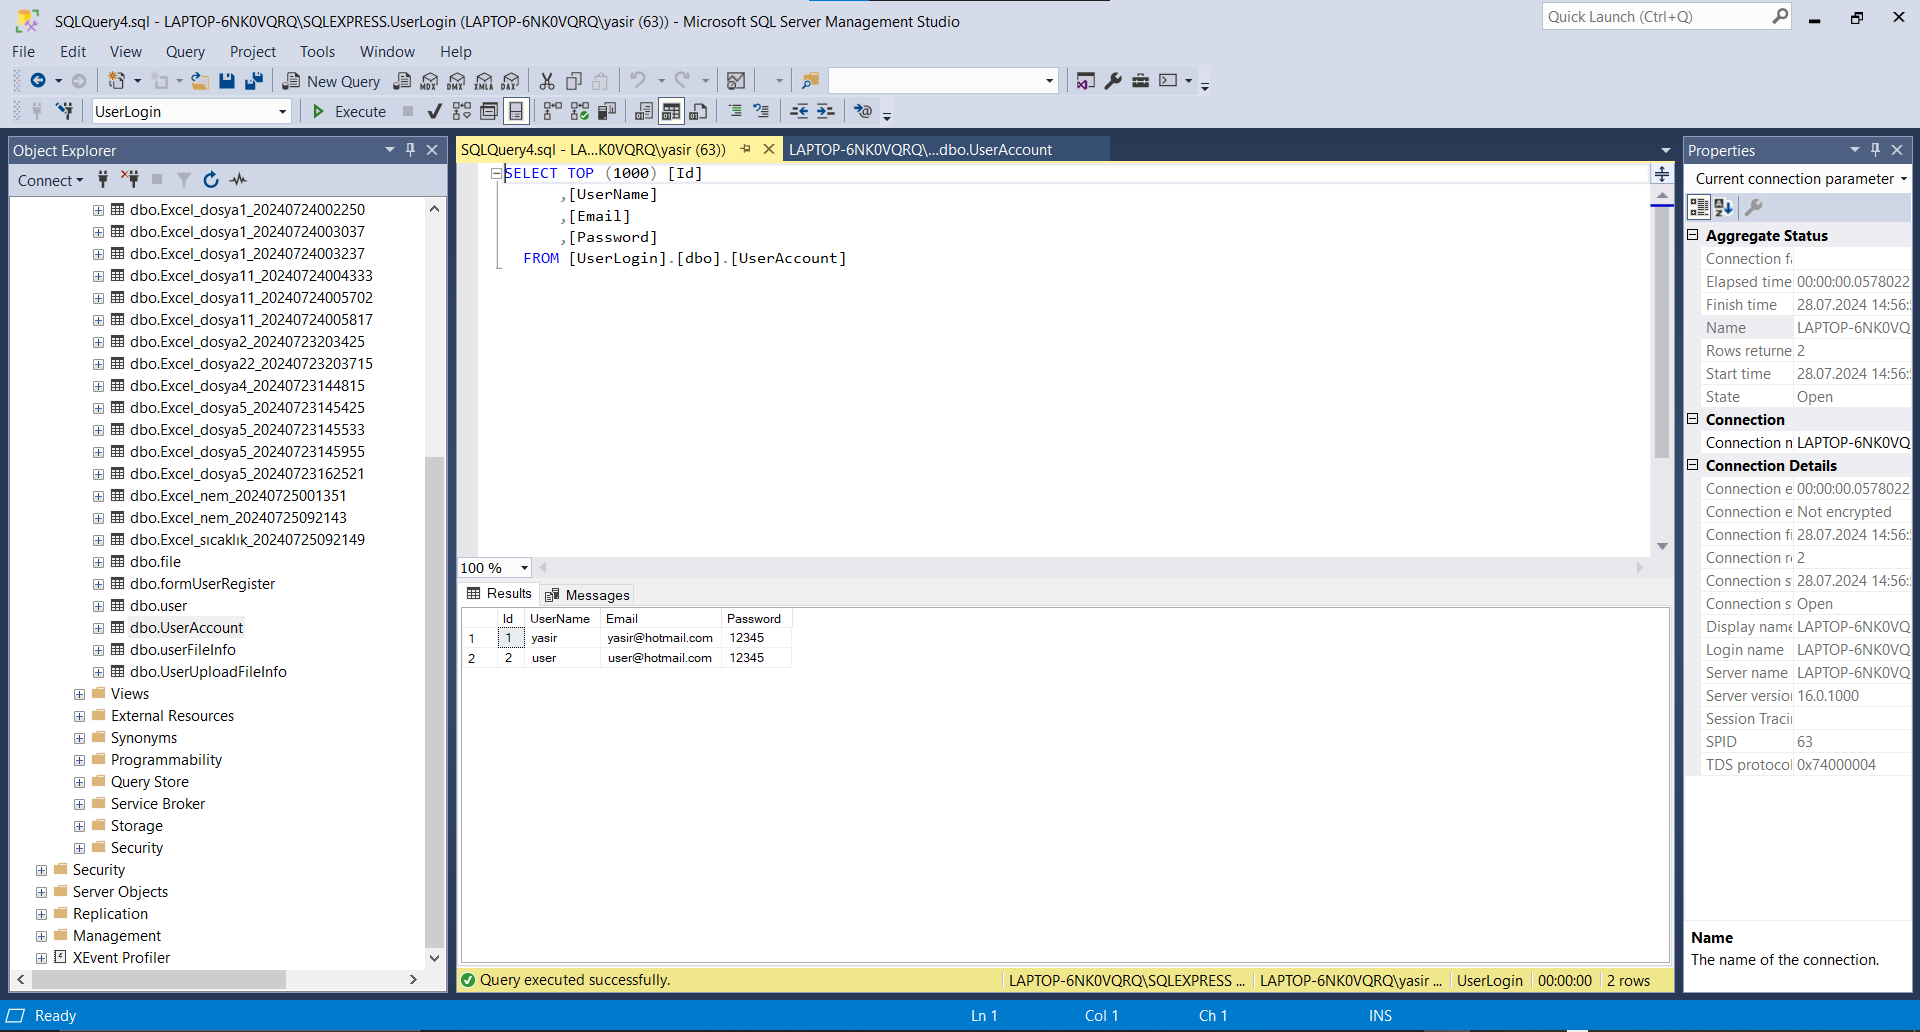 SQLQuery4.sql - LAPTOP-6NK0VQRQ\SQLEXPRESS.UserLogin (LAPTOP-6NK0VQRQ\yasir (63)) - Microsoft SQL Server Management Studio
Quick Launch (Ctrl+Q)
File Edit View Query Project Tools Window Help
New Query MDX DMX XMLA DAX
UserLogin Execute
Object Explorer
Connect
dbo.Excel_dosya1_20240724002250
dbo.Excel_dosya1_20240724003037
dbo.Excel_dosya1_20240724003237
dbo.Excel_dosya11_20240724004333
dbo.Excel_dosya11_20240724005702
dbo.Excel_dosya11_20240724005817
dbo.Excel_dosya2_20240723203425
dbo.Excel_dosya22_20240723203715
dbo.Excel_dosya4_20240723144815
dbo.Excel_dosya5_20240723145425
dbo.Excel_dosya5_20240723145533
dbo.Excel_dosya5_20240723145955
dbo.Excel_dosya5_20240723162521
dbo.Excel_nem_20240725001351
dbo.Excel_nem_20240725092143
dbo.Excel_sıcaklık_20240725092149
dbo.file
dbo.formUserRegister
dbo.user
dbo.UserAccount
dbo.userFileInfo
dbo.UserUploadFileInfo
Views
External Resources
Synonyms
Programmability
Query Store
Service Broker
Storage
Security
Security
Server Objects
Replication
Management
XEvent Profiler
SQLQuery4.sql - LA...K0VQRQ\yasir (63)) LAPTOP-6NK0VQRQ\...dbo.UserAccount
SELECT TOP (1000) [Id]
,[UserName]
,[Email]
,[Password]
FROM [UserLogin].[dbo].[UserAccount]
100 %
Results Messages
Id UserName Email Password
1 1 yasir yasir@hotmail.com 12345
2 2 user user@hotmail.com 12345
Query executed successfully. LAPTOP-6NK0VQRQ\SQLEXPRESS ... LAPTOP-6NK0VQRQ\yasir ... UserLogin 00:00:00 2 rows
Properties
Current connection parameter
Aggregate Status
Connection fa
Elapsed time 00:00:00.0578022
Finish time 28.07.2024 14:56:
Name LAPTOP-6NK0VQ
Rows returne 2
Start time 28.07.2024 14:56:
State Open
Connection
Connection n LAPTOP-6NK0VQ
Connection Details
Connection e 00:00:00.0578022
Connection e Not encrypted
Connection fi 28.07.2024 14:56:
Connection r 2
Connection s 28.07.2024 14:56:
Connection s Open
Display name LAPTOP-6NK0VQ
Login name LAPTOP-6NK0VQ
Server name LAPTOP-6NK0VQ
Server versio 16.0.1000
Session Traci
SPID 63
TDS protocol 0x74000004
Name
The name of the connection.
Ready Ln 1 Col 1 Ch 1 INS